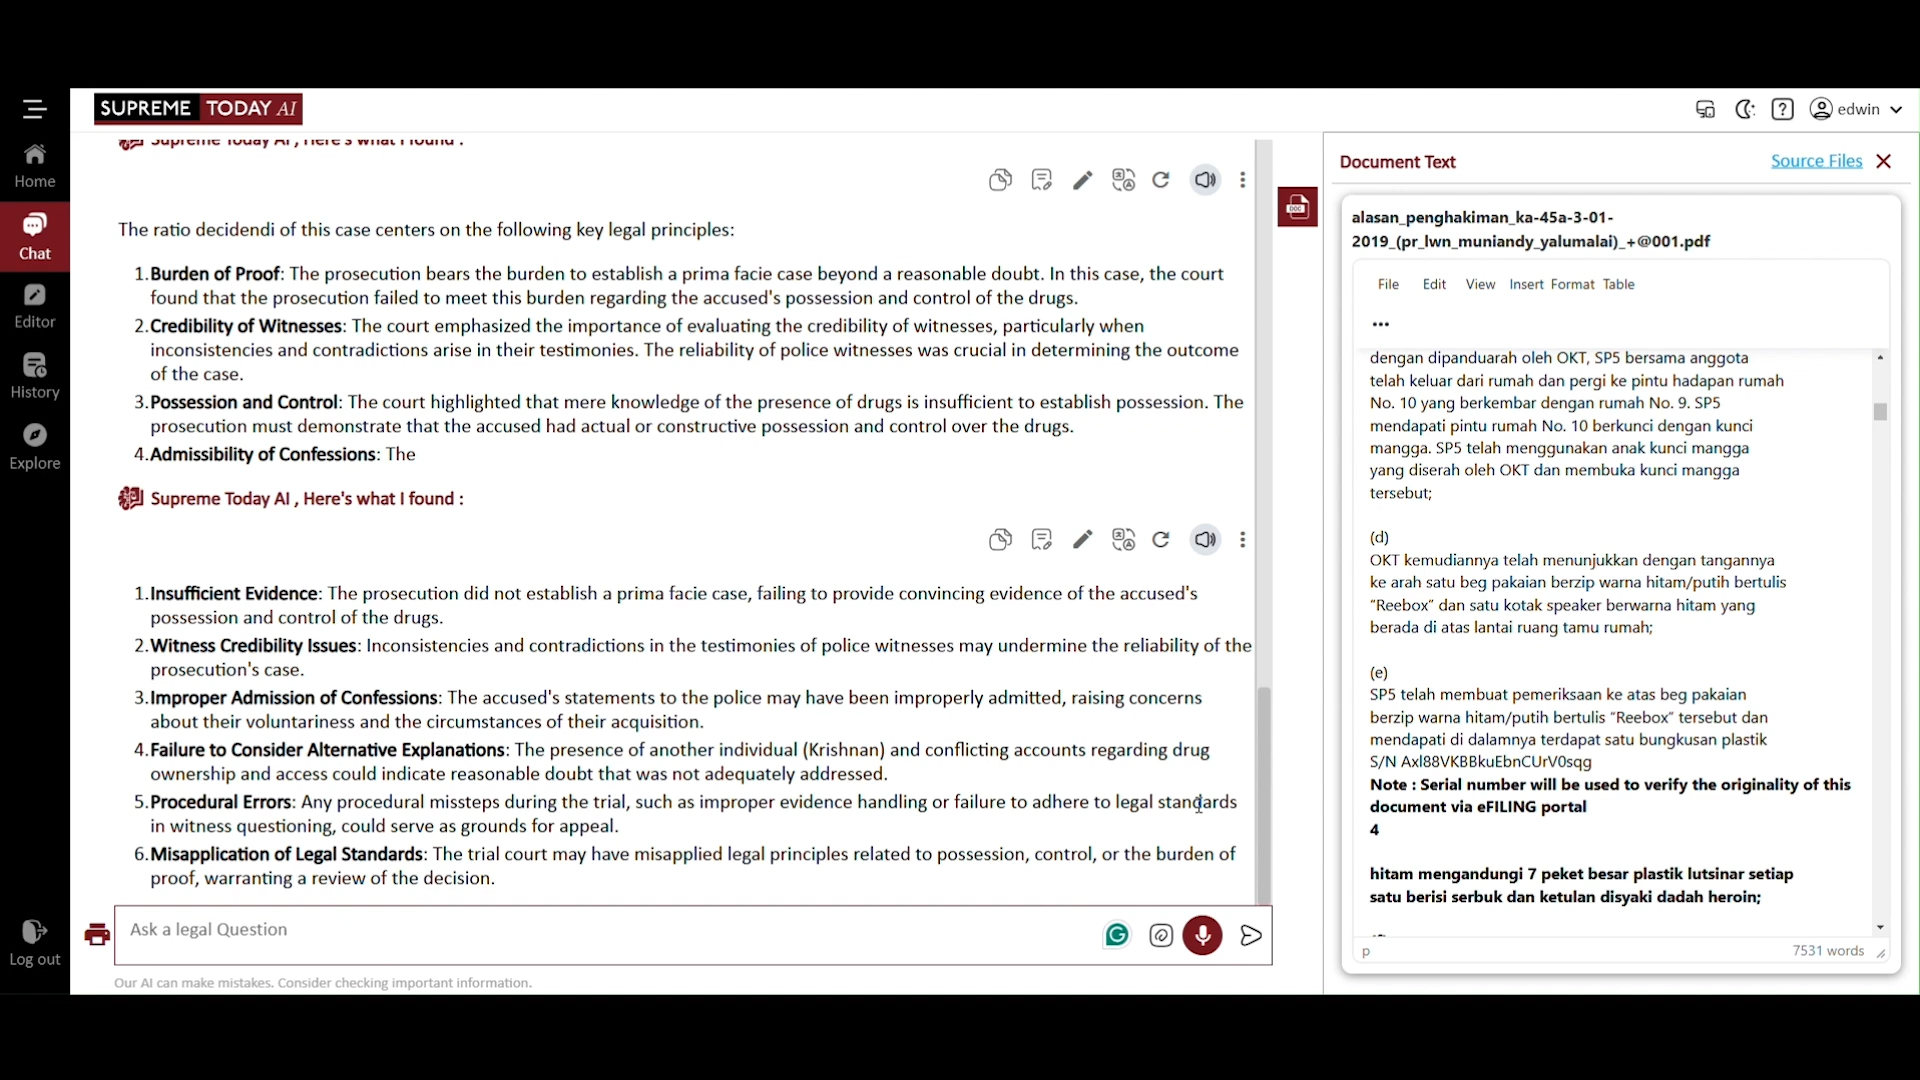 SUPREME TODAY AI
edwin
Home
Chat
Editor
History
Explore
Log out
Supreme Today AI , Here's what I found :
The ratio decidendi of this case centers on the following key legal principles:
1. Burden of Proof: The prosecution bears the burden to establish a prima facie case beyond a reasonable doubt. In this case, the court
found that the prosecution failed to meet this burden regarding the accused's possession and control of the drugs.
2. Credibility of Witnesses: The court emphasized the importance of evaluating the credibility of witnesses, particularly when
inconsistencies and contradictions arise in their testimonies. The reliability of police witnesses was crucial in determining the outcome
of the case.
3. Possession and Control: The court highlighted that mere knowledge of the presence of drugs is insufficient to establish possession. The
prosecution must demonstrate that the accused had actual or constructive possession and control over the drugs.
4. Admissibility of Confessions: The
Supreme Today AI , Here's what I found :
1. Insufficient Evidence: The prosecution did not establish a prima facie case, failing to provide convincing evidence of the accused's
possession and control of the drugs.
2. Witness Credibility Issues: Inconsistencies and contradictions in the testimonies of police witnesses may undermine the reliability of the
prosecution's case.
3. Improper Admission of Confessions: The accused's statements to the police may have been improperly admitted, raising concerns
about their voluntariness and the circumstances of their acquisition.
4. Failure to Consider Alternative Explanations: The presence of another individual (Krishnan) and conflicting accounts regarding drug
ownership and access could indicate reasonable doubt that was not adequately addressed.
5. Procedural Errors: Any procedural missteps during the trial, such as improper evidence handling or failure to adhere to legal standards
in witness questioning, could serve as grounds for appeal.
6. Misapplication of Legal Standards: The trial court may have misapplied legal principles related to possession, control, or the burden of
proof, warranting a review of the decision.
Ask a legal Question
Our AI can make mistakes. Consider checking important information.
Document Text
Source Files
DOC
alasan_penghakiman_ka-45a-3-01-
2019_(pr_lwn_muniandy_yalumalai)_+@001.pdf
File Edit View Insert Format Table
dengan dipanduarah oleh OKT, SP5 bersama anggota
telah keluar dari rumah dan pergi ke pintu hadapan rumah
No. 10 yang berkembar dengan rumah No. 9. SP5
mendapati pintu rumah No. 10 berkunci dengan kunci
mangga. SP5 telah menggunakan anak kunci mangga
yang diserah oleh OKT dan membuka kunci mangga
tersebut;
(d)
OKT kemudiannya telah menunjukkan dengan tangannya
ke arah satu beg pakaian berzip warna hitam/putih bertulis
"Reebox" dan satu kotak speaker berwarna hitam yang
berada di atas lantai ruang tamu rumah;
(e)
SP5 telah membuat pemeriksaan ke atas beg pakaian
berzip warna hitam/putih bertulis "Reebox" tersebut dan
mendapati di dalamnya terdapat satu bungkusan plastik
S/N Axl88VKBBkuEbnCUrV0sqg
Note : Serial number will be used to verify the originality of this
document via eFILING portal
4
hitam mengandungi 7 peket besar plastik lutsinar setiap
satu berisi serbuk dan ketulan disyaki dadah heroin;
p
7531 words